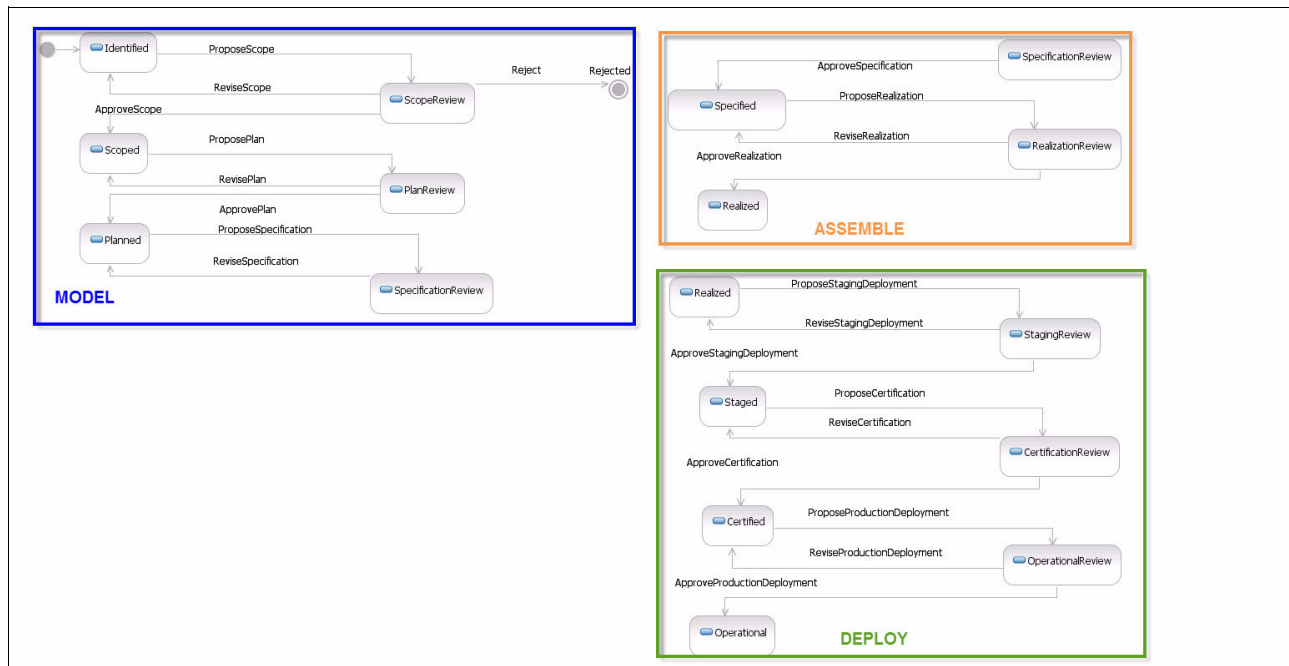 Identified
ProposeScope
Reject
Rejected
ReviseScope
ScopeReview
ApproveScope
Scoped
ProposePlan
RevisePlan
PlanReview
ApprovePlan
Planned
ProposeSpecification
ReviseSpecification
SpecificationReview
MODEL
SpecificationReview
ApproveSpecification
Specified
ProposeRealization
ReviseRealization
RealizationReview
ApproveRealization
Realized
ASSEMBLE
Realized
ProposeStagingDeployment
ReviseStagingDeployment
StagingReview
ApproveStagingDeployment
Staged
ProposeCertification
ReviseCertification
CertificationReview
ApproveCertification
Certified
ProposeProductionDeployment
ReviseProductionDeployment
OperationalReview
ApproveProductionDeployment
Operational
DEPLOY